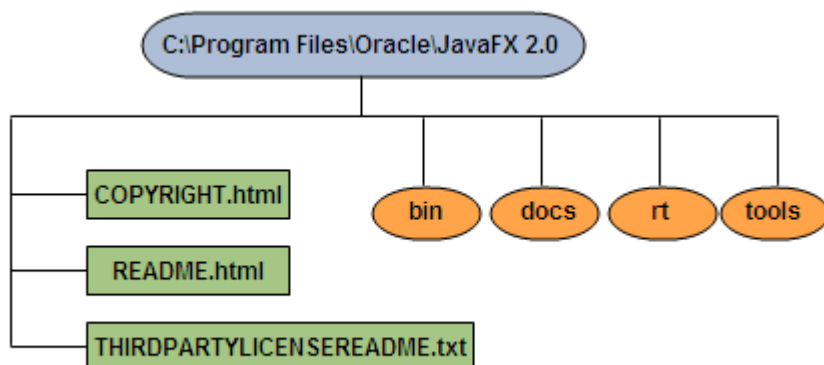 C:\Program Files\Oracle\JavaFX 2.0
COPYRIGHT.html
bin
docs
rt
tools
README.html
THIRDPARTYLICENSEREADME.txt